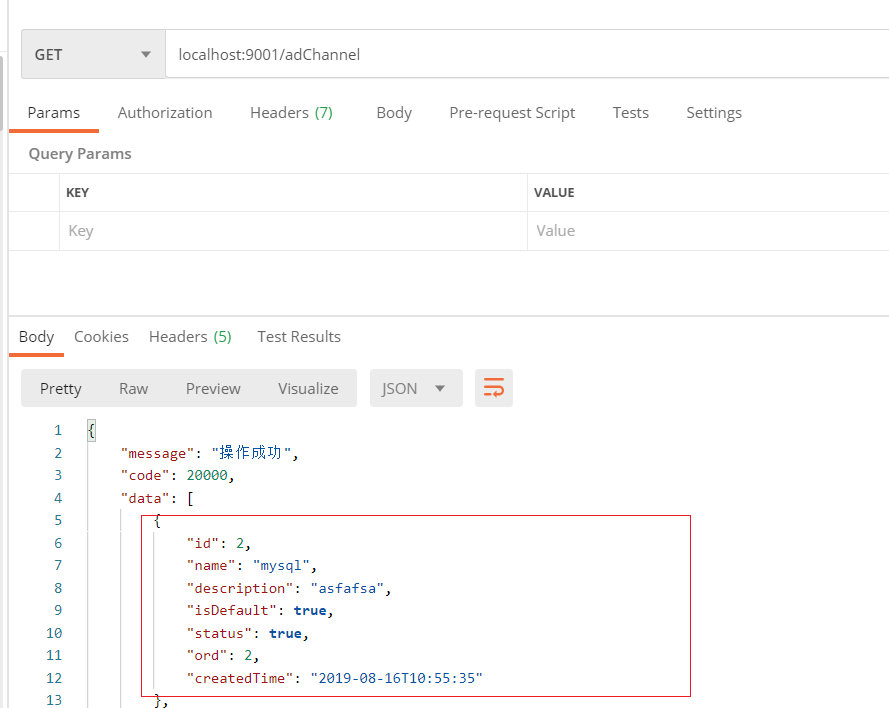 GET localhost:9001/adChannel
Params Authorization Headers (7) Body Pre-request Script Tests Settings
Query Params
KEY VALUE
Key Value
Body Cookies Headers (5) Test Results
Pretty Raw Preview Visualize JSON
1 {
2 "message": "操作成功",
3 "code": 20000,
4 "data": [
5 {
6 "id": 2,
7 "name": "mysql",
8 "description": "asfafsa",
9 "isDefault": true,
10 "status": true,
11 "ord": 2,
12 "createdTime": "2019-08-16T10:55:35"
13 },